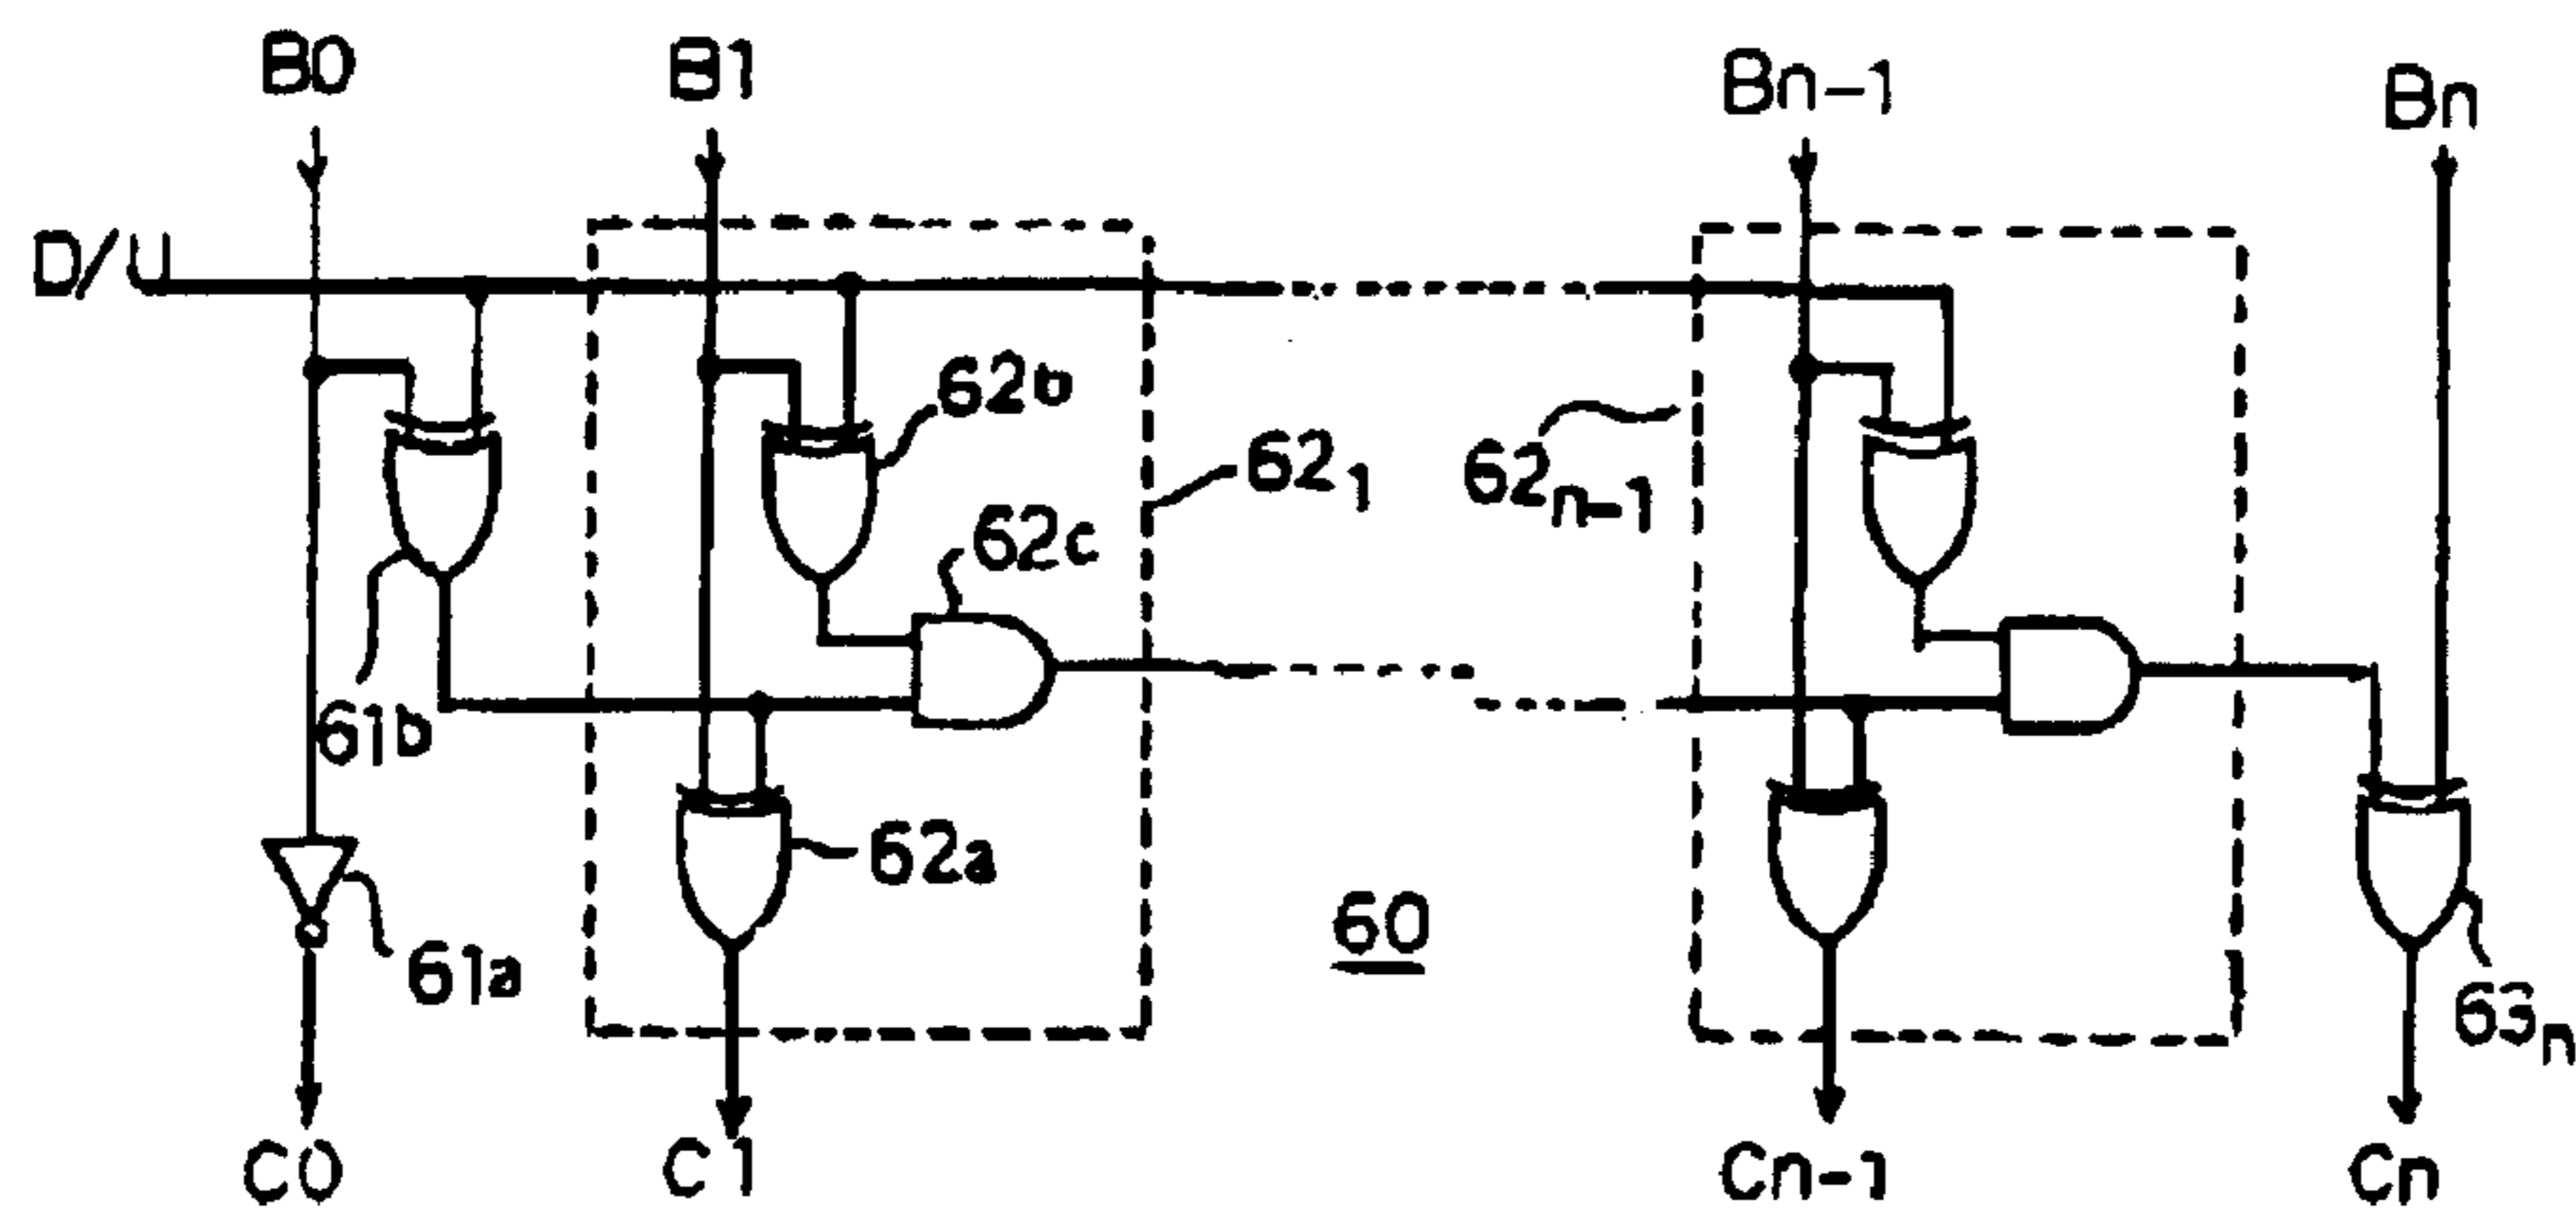 B0
B1
Bn-1
Bn
D/U
62b
62₁
62ₙ₋₁
62c
61b
62a
61a
60
63ₙ
C0
C1
Cn-1
Cn